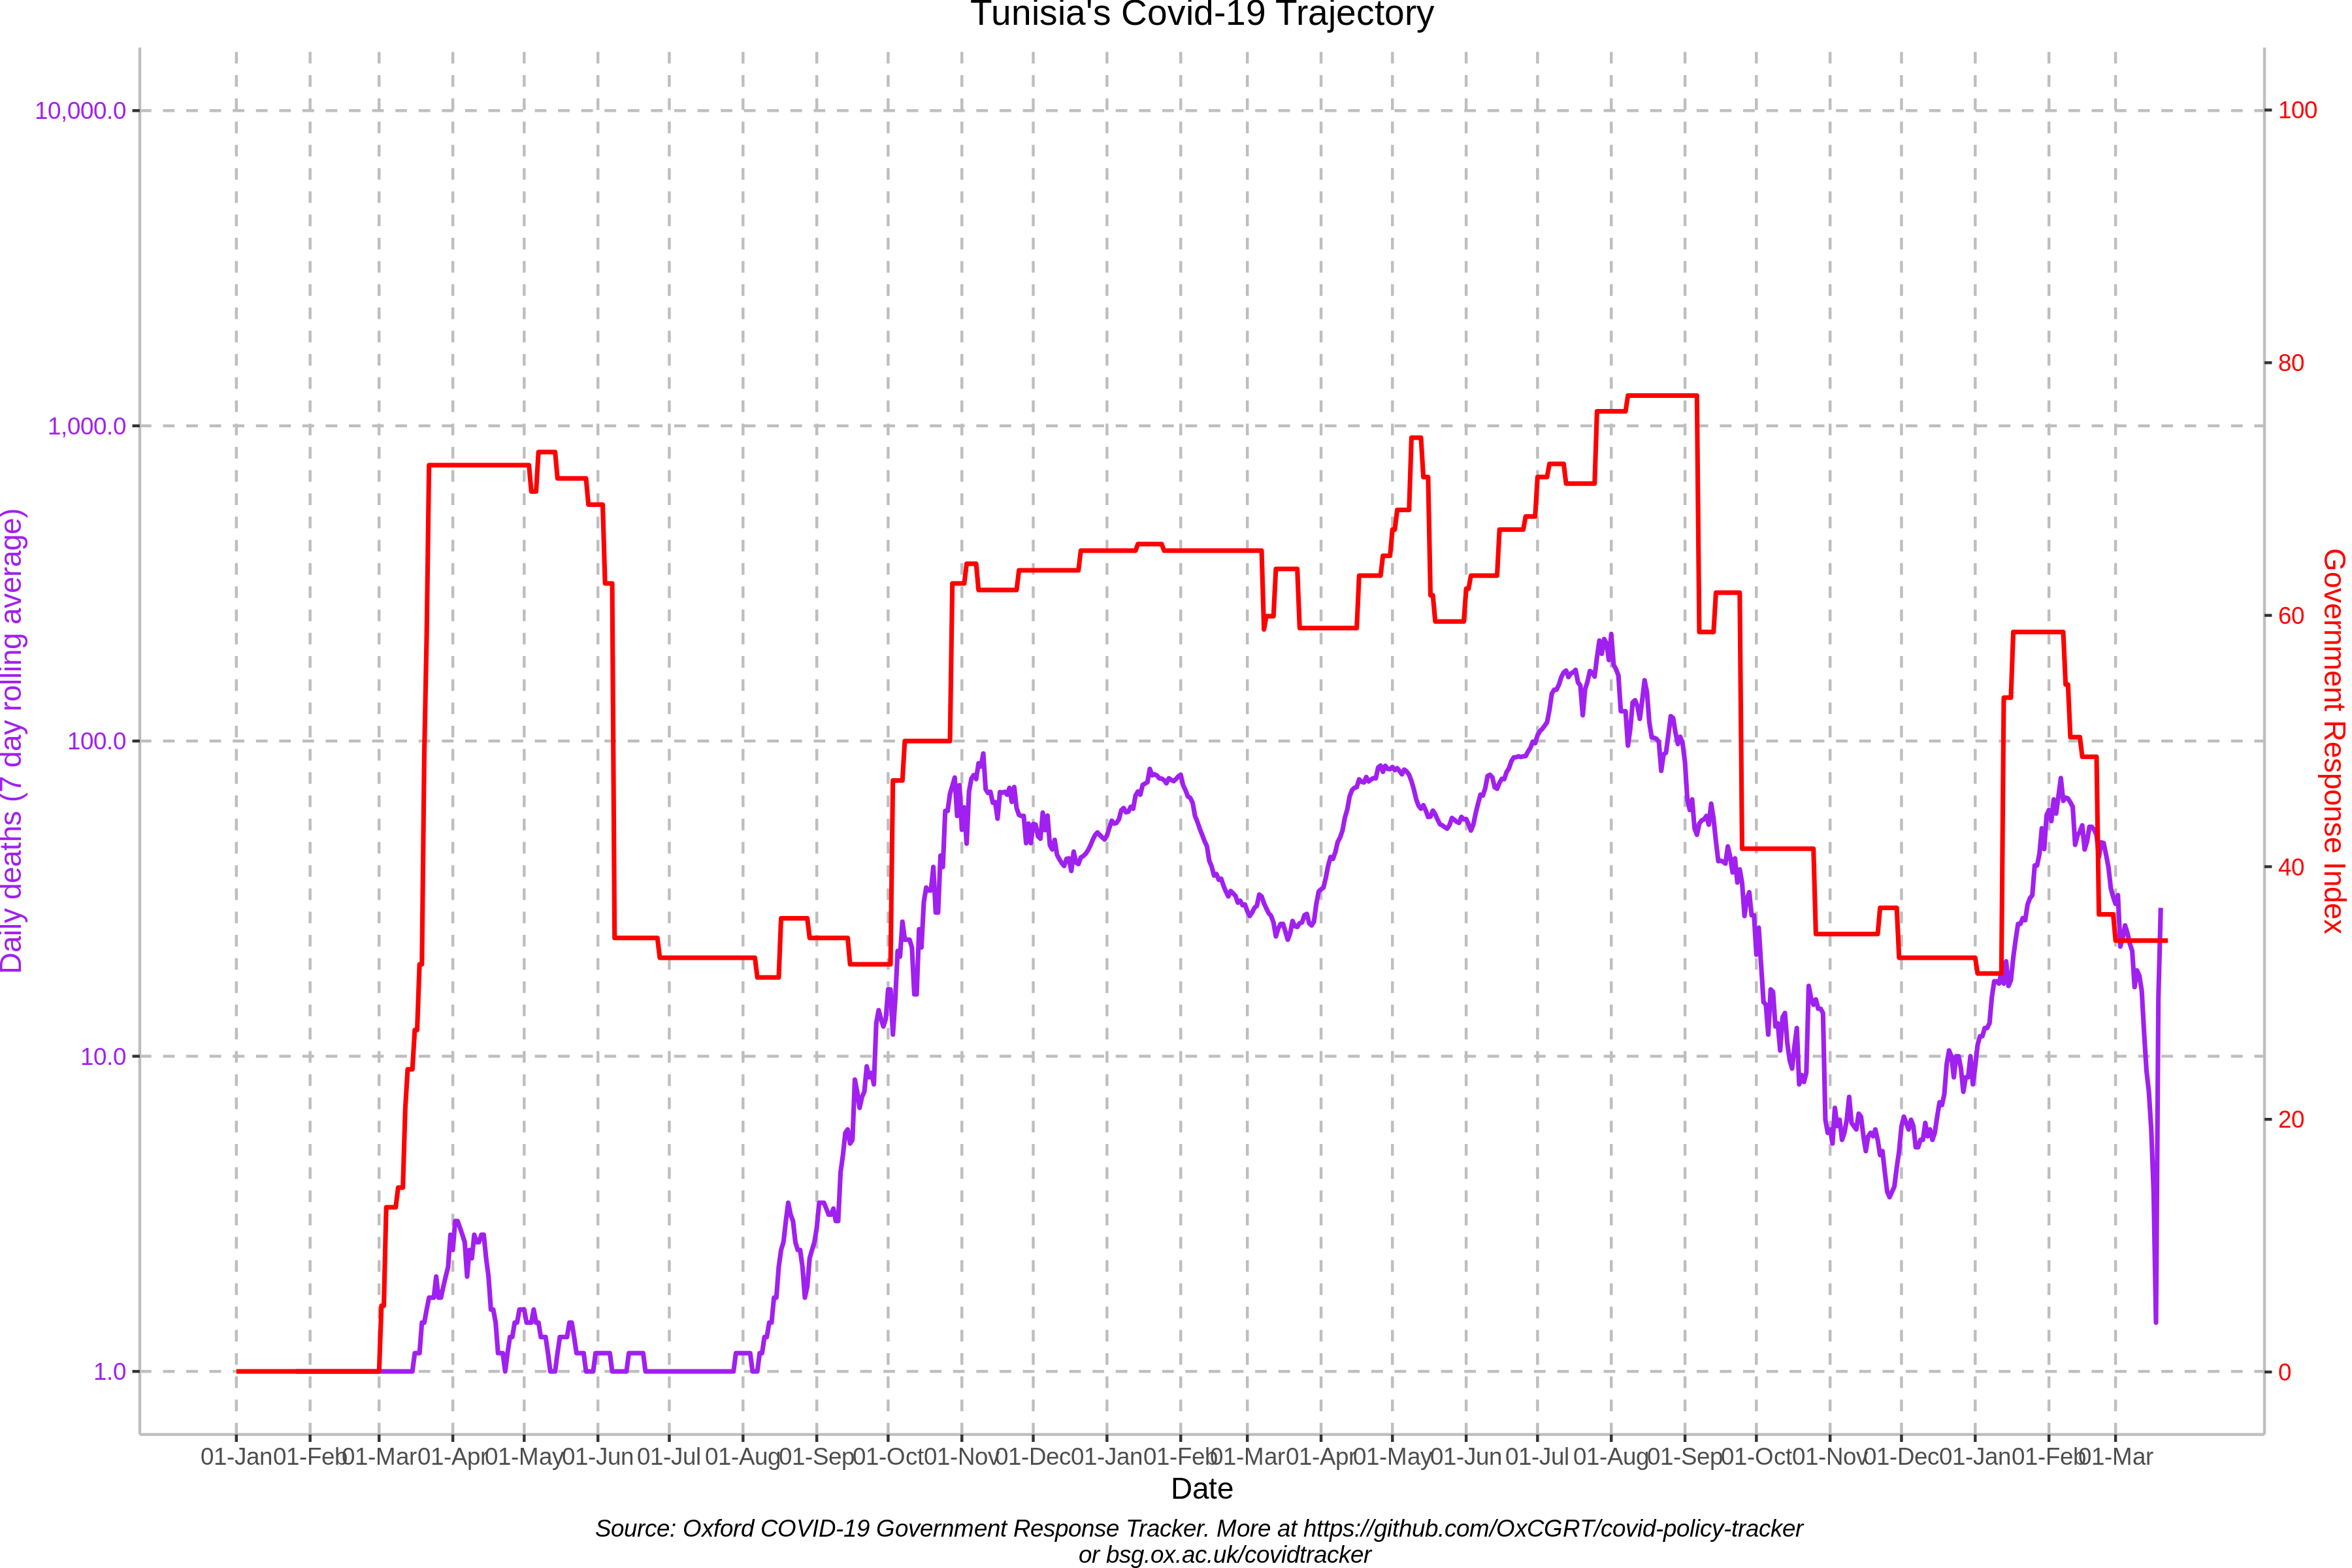 Tunisia's Covid-19 Trajectory
10,000.0
1,000.0
100.0
10.0
1.0
Daily deaths (7 day rolling average)
100
80
60
40
20
0
Government Response Index
01-Jan 01-Feb 01-Mar 01-Apr 01-May 01-Jun 01-Jul 01-Aug 01-Sep 01-Oct 01-Nov 01-Dec 01-Jan 01-Feb 01-Mar 01-Apr 01-May 01-Jun 01-Jul 01-Aug 01-Sep 01-Oct 01-Nov 01-Dec 01-Jan 01-Feb 01-Mar
Date
Source: Oxford COVID-19 Government Response Tracker. More at https://github.com/OxCGRT/covid-policy-tracker
or bsg.ox.ac.uk/covidtracker